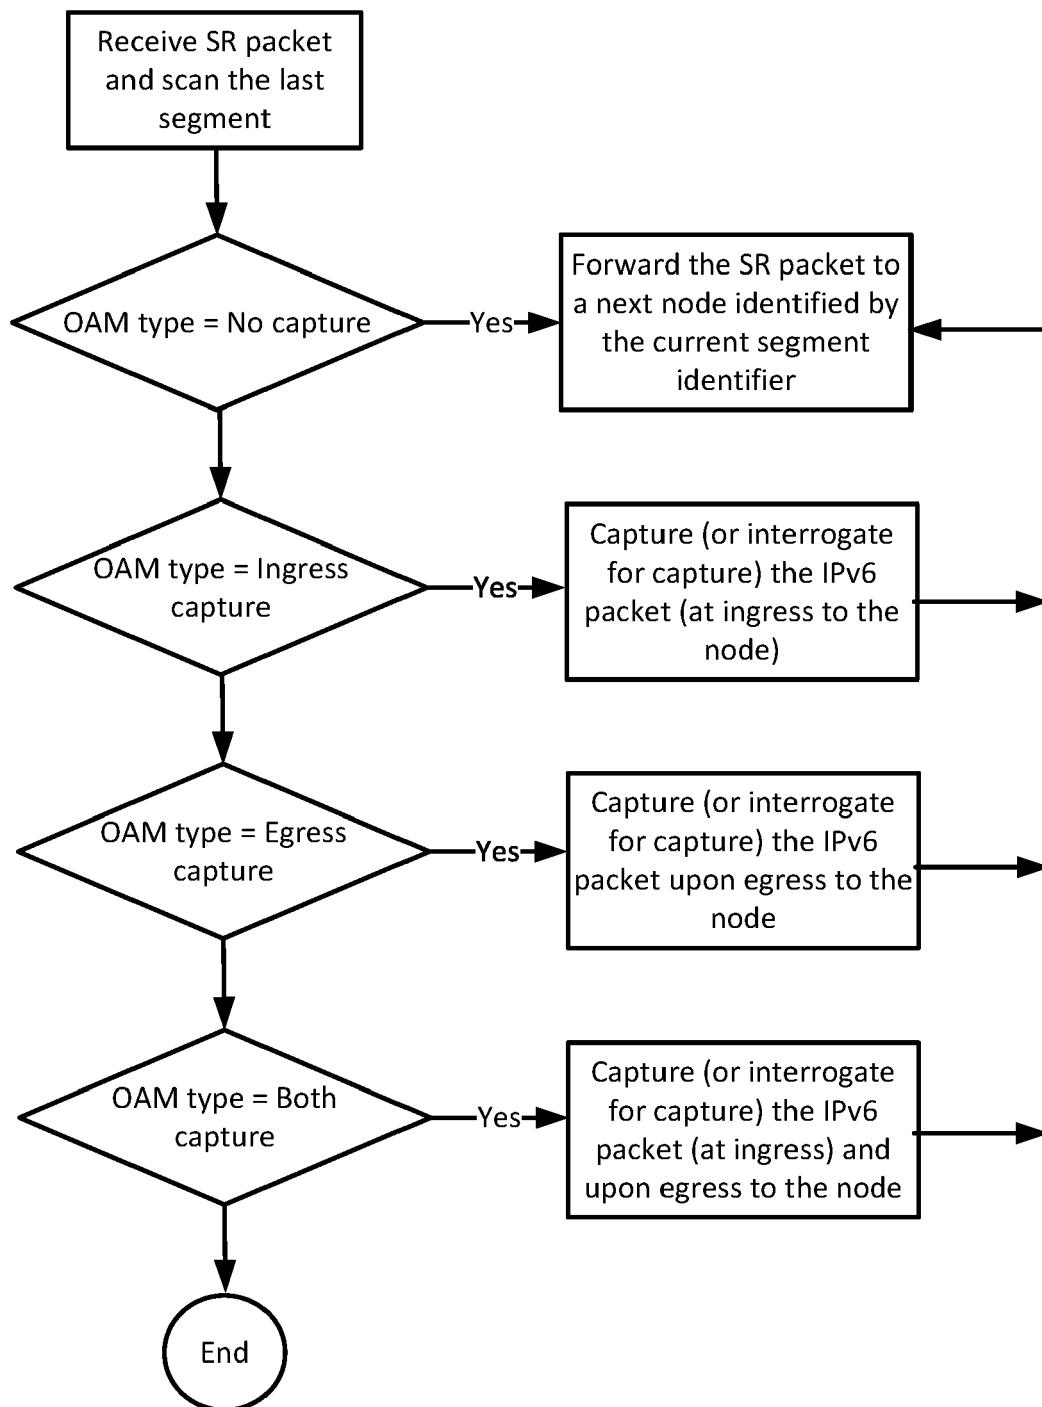 Receive SR packet
and scan the last
segment
OAM type = No capture
Yes
Forward the SR packet to
a next node identified by
the current segment
identifier
OAM type = Ingress
capture
Yes
Capture (or interrogate
for capture) the IPv6
packet (at ingress to the
node)
OAM type = Egress
capture
Yes
Capture (or interrogate
for capture) the IPv6
packet upon egress to the
node
OAM type = Both
capture
Yes
Capture (or interrogate
for capture) the IPv6
packet (at ingress) and
upon egress to the node
End